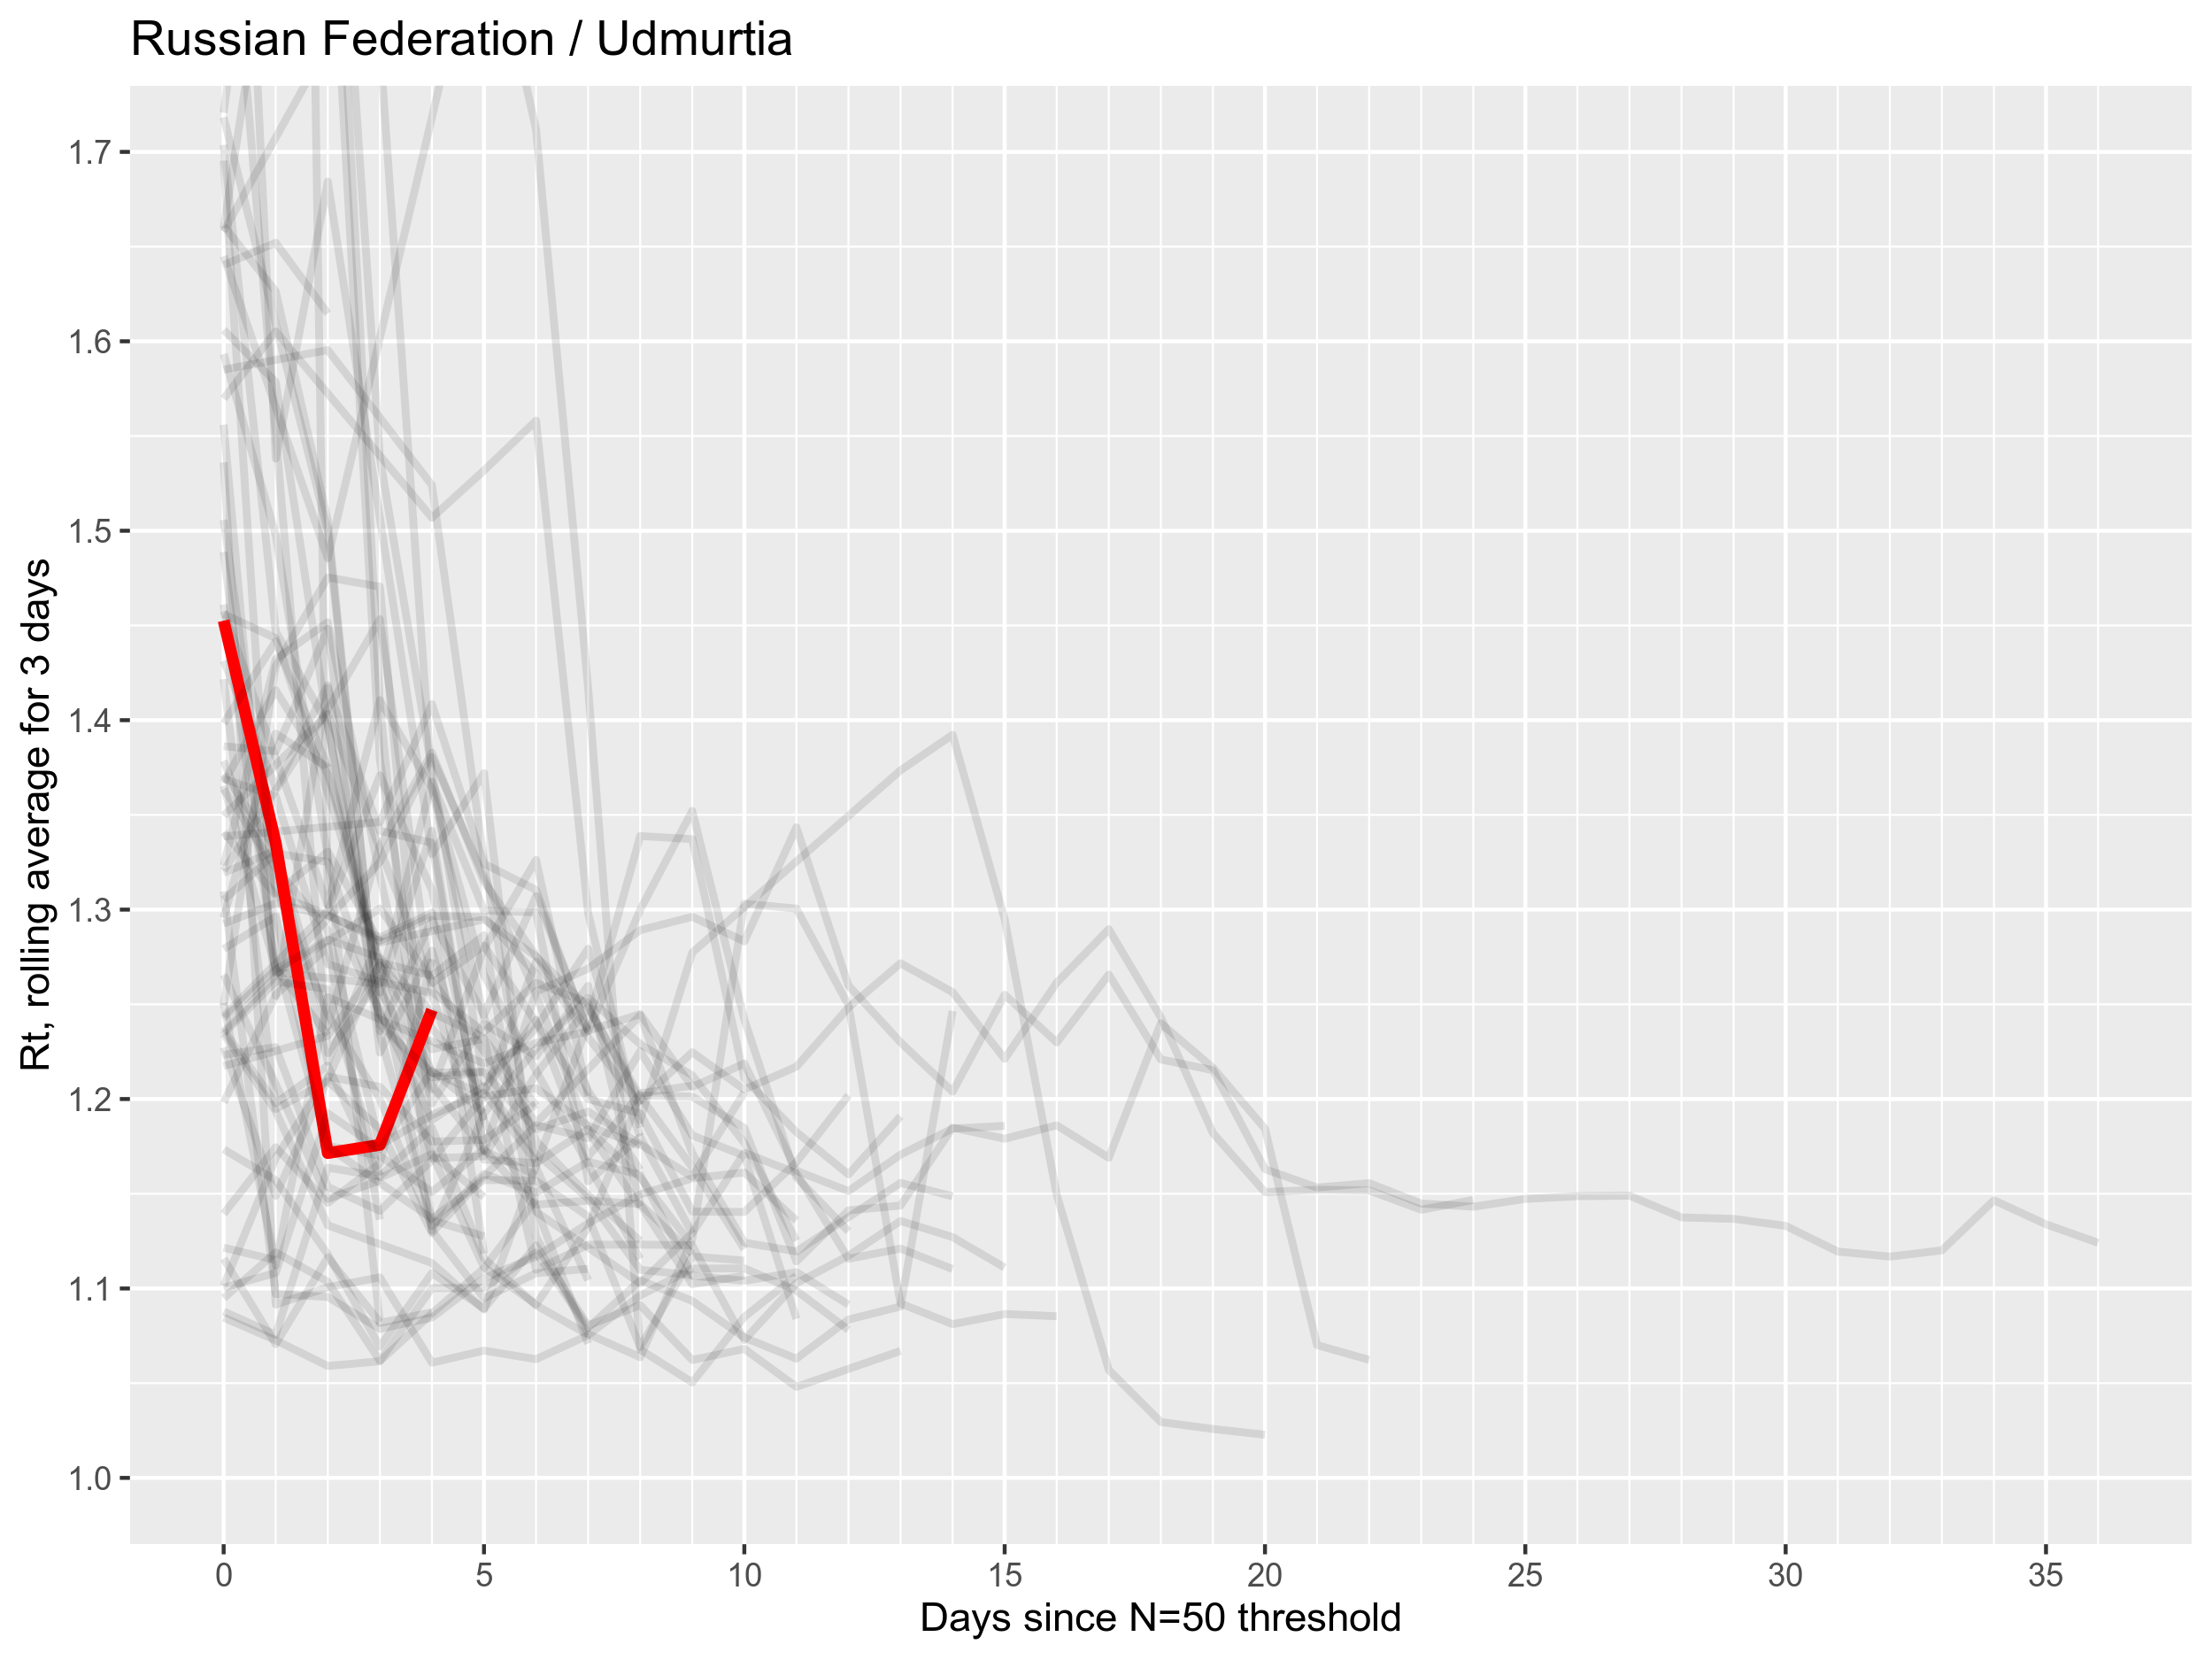 Russian Federation / Udmurtia
Rt, rolling average for 3 days
1.7
1.6
1.5
1.4
1.3
1.2
1.1
1.0
0 5 10 15 20 25 30 35
Days since N=50 threshold